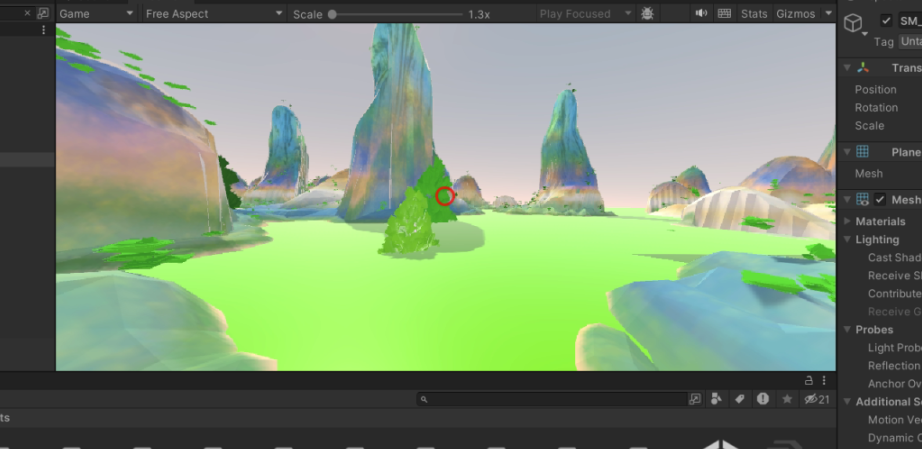 Game Free Aspect Scale 1.3x Play Focused Stats Gizmos
SM_
Tag Unta
Trans
Position
Rotation
Scale
Plane
Mesh
Mesh
Materials
Lighting
Cast Shad
Receive S
Contribute
Receive G
Probes
Light Prob
Reflection
Anchor Ov
Additional S
Motion Ve
Dynamic O
21
ts